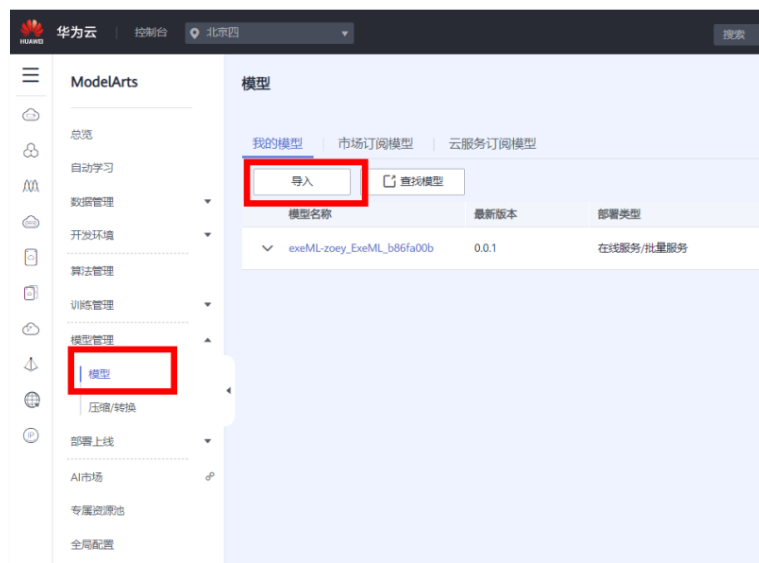 HUAWEI 华为云 控制台 北京四 搜索
ModelArts
总览
自动学习
数据管理
开发环境
算法管理
训练管理
模型管理
模型
压缩/转换
部署上线
AI市场
专属资源池
全局配置
模型
我的模型 市场订阅模型 云服务订阅模型
导入 查找模型
模型名称 最新版本 部署类型
exeML-zoey_ExeML_b86fa00b 0.0.1 在线服务/批量服务
IP